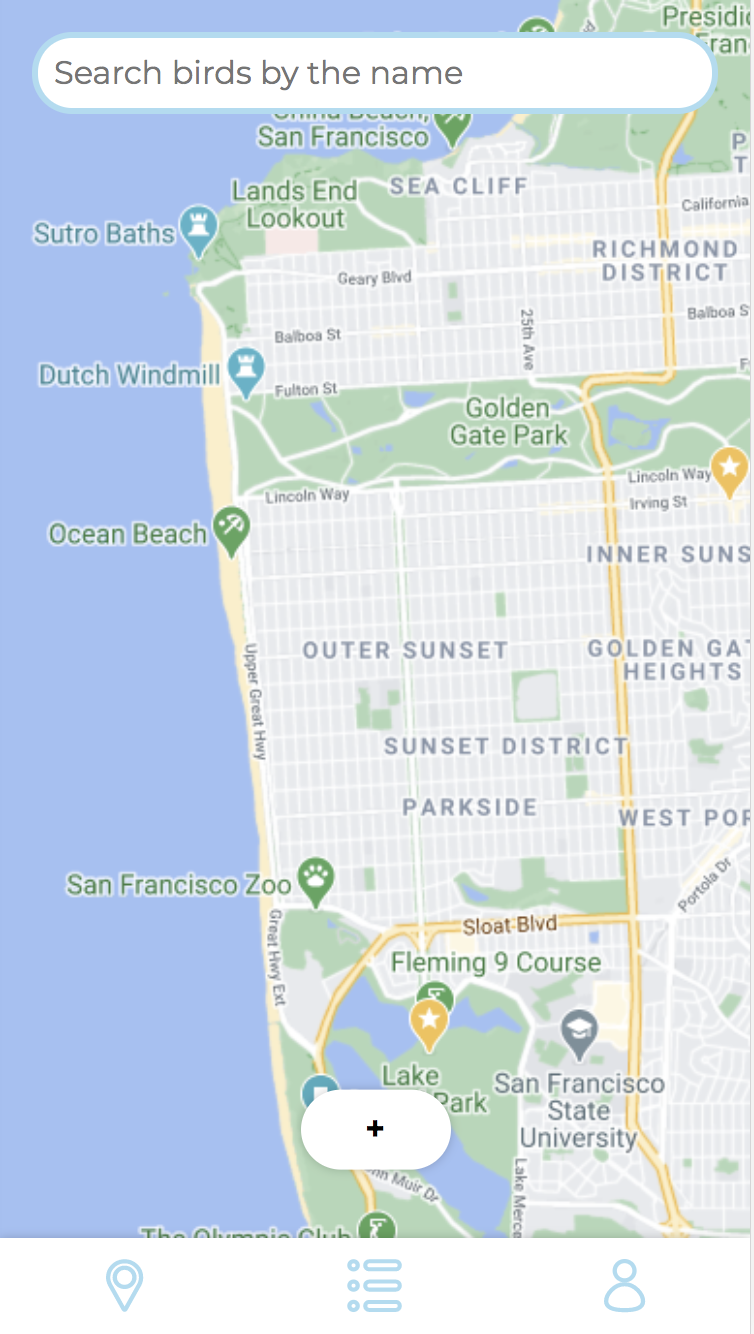 Presidi
Fran
Search birds by the name
China Beach,
San Francisco
Lands End
Lookout
SEA CLIFF
California
Sutro Baths
RICHMOND
DISTRICT
Geary Blvd
25th Ave
Balboa S
Balboa St
Dutch Windmill
Fulton St
Golden
Gate Park
Lincoln Way
Irving St
Lincoln Way
Ocean Beach
INNER SUNS
OUTER SUNSET
GOLDEN GAT
HEIGHTS
Upper Great Hwy
SUNSET DISTRICT
PARKSIDE
WEST POR
Portola Dr
San Francisco Zoo
Great Hwy Ext
Sloat Blvd
Fleming 9 Course
Lake
Park
San Francisco
State
University
+
Muir Dr
Lake Merce
The Olympic Club